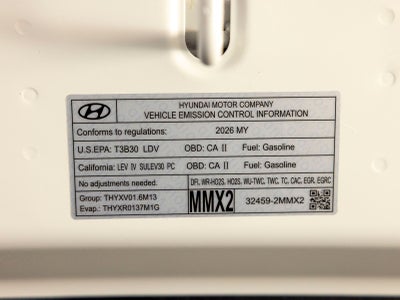 HYUNDAI MOTOR COMPANY
VEHICLE EMISSION CONTROL INFORMATION
Conforms to regulations: 2026 MY
U.S.EPA: T3B30 LDV OBD: CA II Fuel: Gasoline
California: LEV IV SULEV30 PC OBD: CA II Fuel: Gasoline
No adjustments needed. DFI, WR-HO2S, HO2S, WU-TWC, TWC, TC, CAC, EGR, EGRC
Group: THYXV01.6M13
Evap.: THYXR0137M1G
MMX2 32459-2MMX2